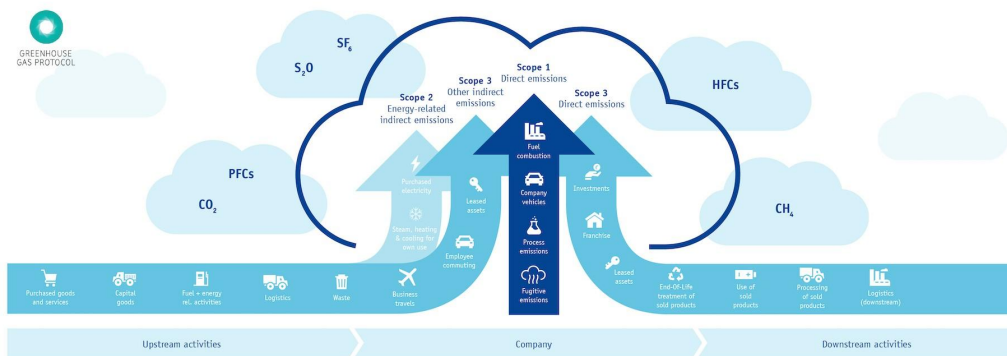 GREENHOUSE
GAS PROTOCOL
SF6
S2O
HFCs
PFCs
CO2
CH4
Scope 2
Energy-related
indirect emissions
Scope 3
Other indirect
emissions
Scope 1
Direct emissions
Scope 3
Direct emissions
Purchased
electricity
Steam, heating
& cooling for
own use
Leased
assets
Employee
commuting
Fuel
combustion
Company
vehicles
Process
emissions
Fugitive
emissions
Investments
Franchise
Leased
assets
Purchased goods
and services
Capital
goods
Fuel + energy
rel. activities
Logistics
Waste
Business
travels
End-Of-Life
treatment of
sold products
Use of
sold
products
Processing
of sold
products
Logistics
(downstream)
Upstream activities
Company
Downstream activities